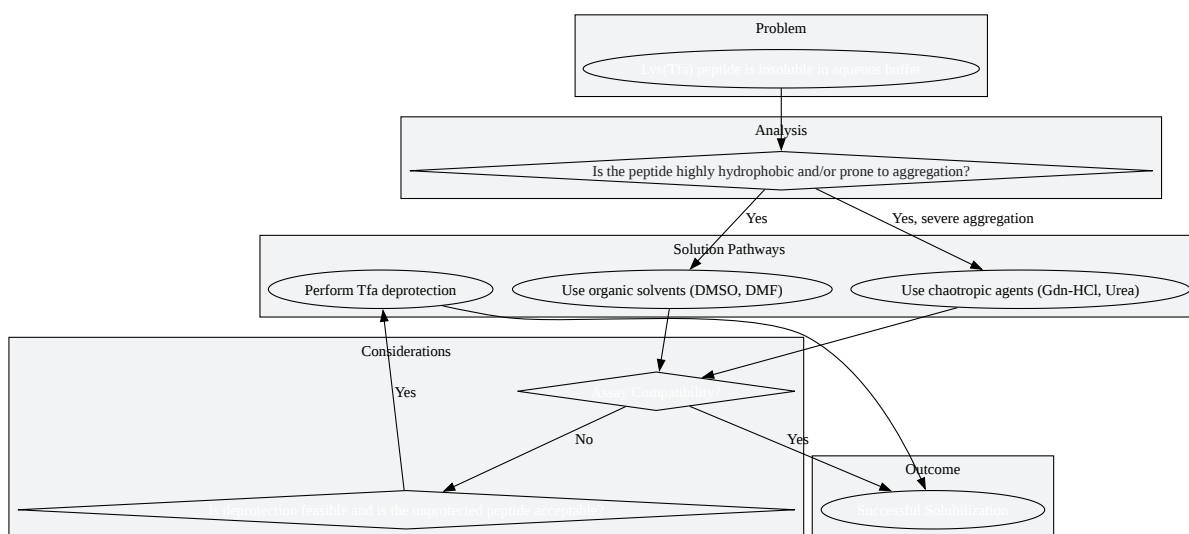 Problem
Lys(Tfa) peptide is insoluble in aqueous buffer
Analysis
Is the peptide highly hydrophobic and/or prone to aggregation?
Yes
Yes, severe aggregation
Solution Pathways
Perform Tfa deprotection
Use organic solvents (DMSO, DMF)
Use chaotropic agents (Gdn-HCl, Urea)
Considerations
Yes
Assay Compatibility?
No
Yes
Outcome
Is deprotection feasible and is the unprotected peptide acceptable?
Successful Solubilization